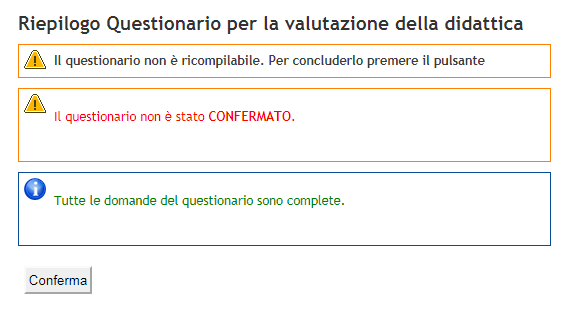 Riepilogo Questionario per la valutazione della didattica
Il questionario non è ricompilabile. Per concluderlo premere il pulsante
Il questionario non è stato CONFERMATO.
Tutte le domande del questionario sono complete.
Conferma